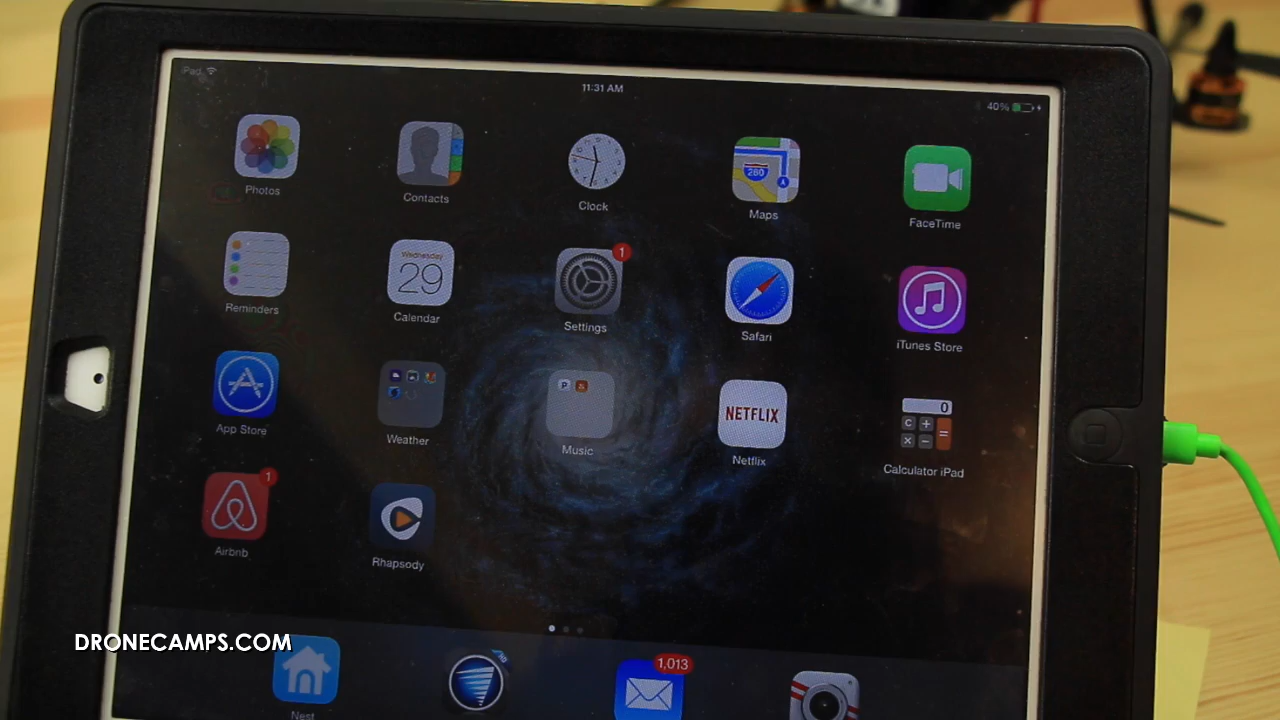 iPad
11:31 AM
40%
Photos
Contacts
Clock
280
Maps
FaceTime
Reminders
Wednesday
29
Calendar
1
Settings
Safari
iTunes Store
App Store
Weather
P
Music
NETFLIX
Netflix
0
C +
× − =
Calculator iPad
1
Airbnb
Rhapsody
DRONECAMPS.COM
Nest
1,013